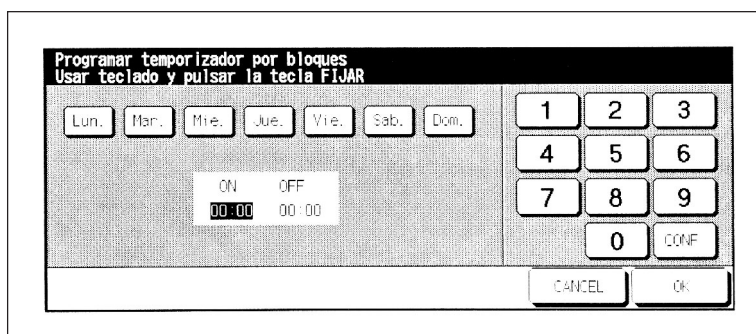 Programar temporizador por bloques
Usar teclado y pulsar la tecla FIJAR
Lun. Mar. Mie. Jue. Vie. Sab. Dom.
ON OFF
00:00 00:00
1 2 3
4 5 6
7 8 9
0 CONF
CANCEL OK